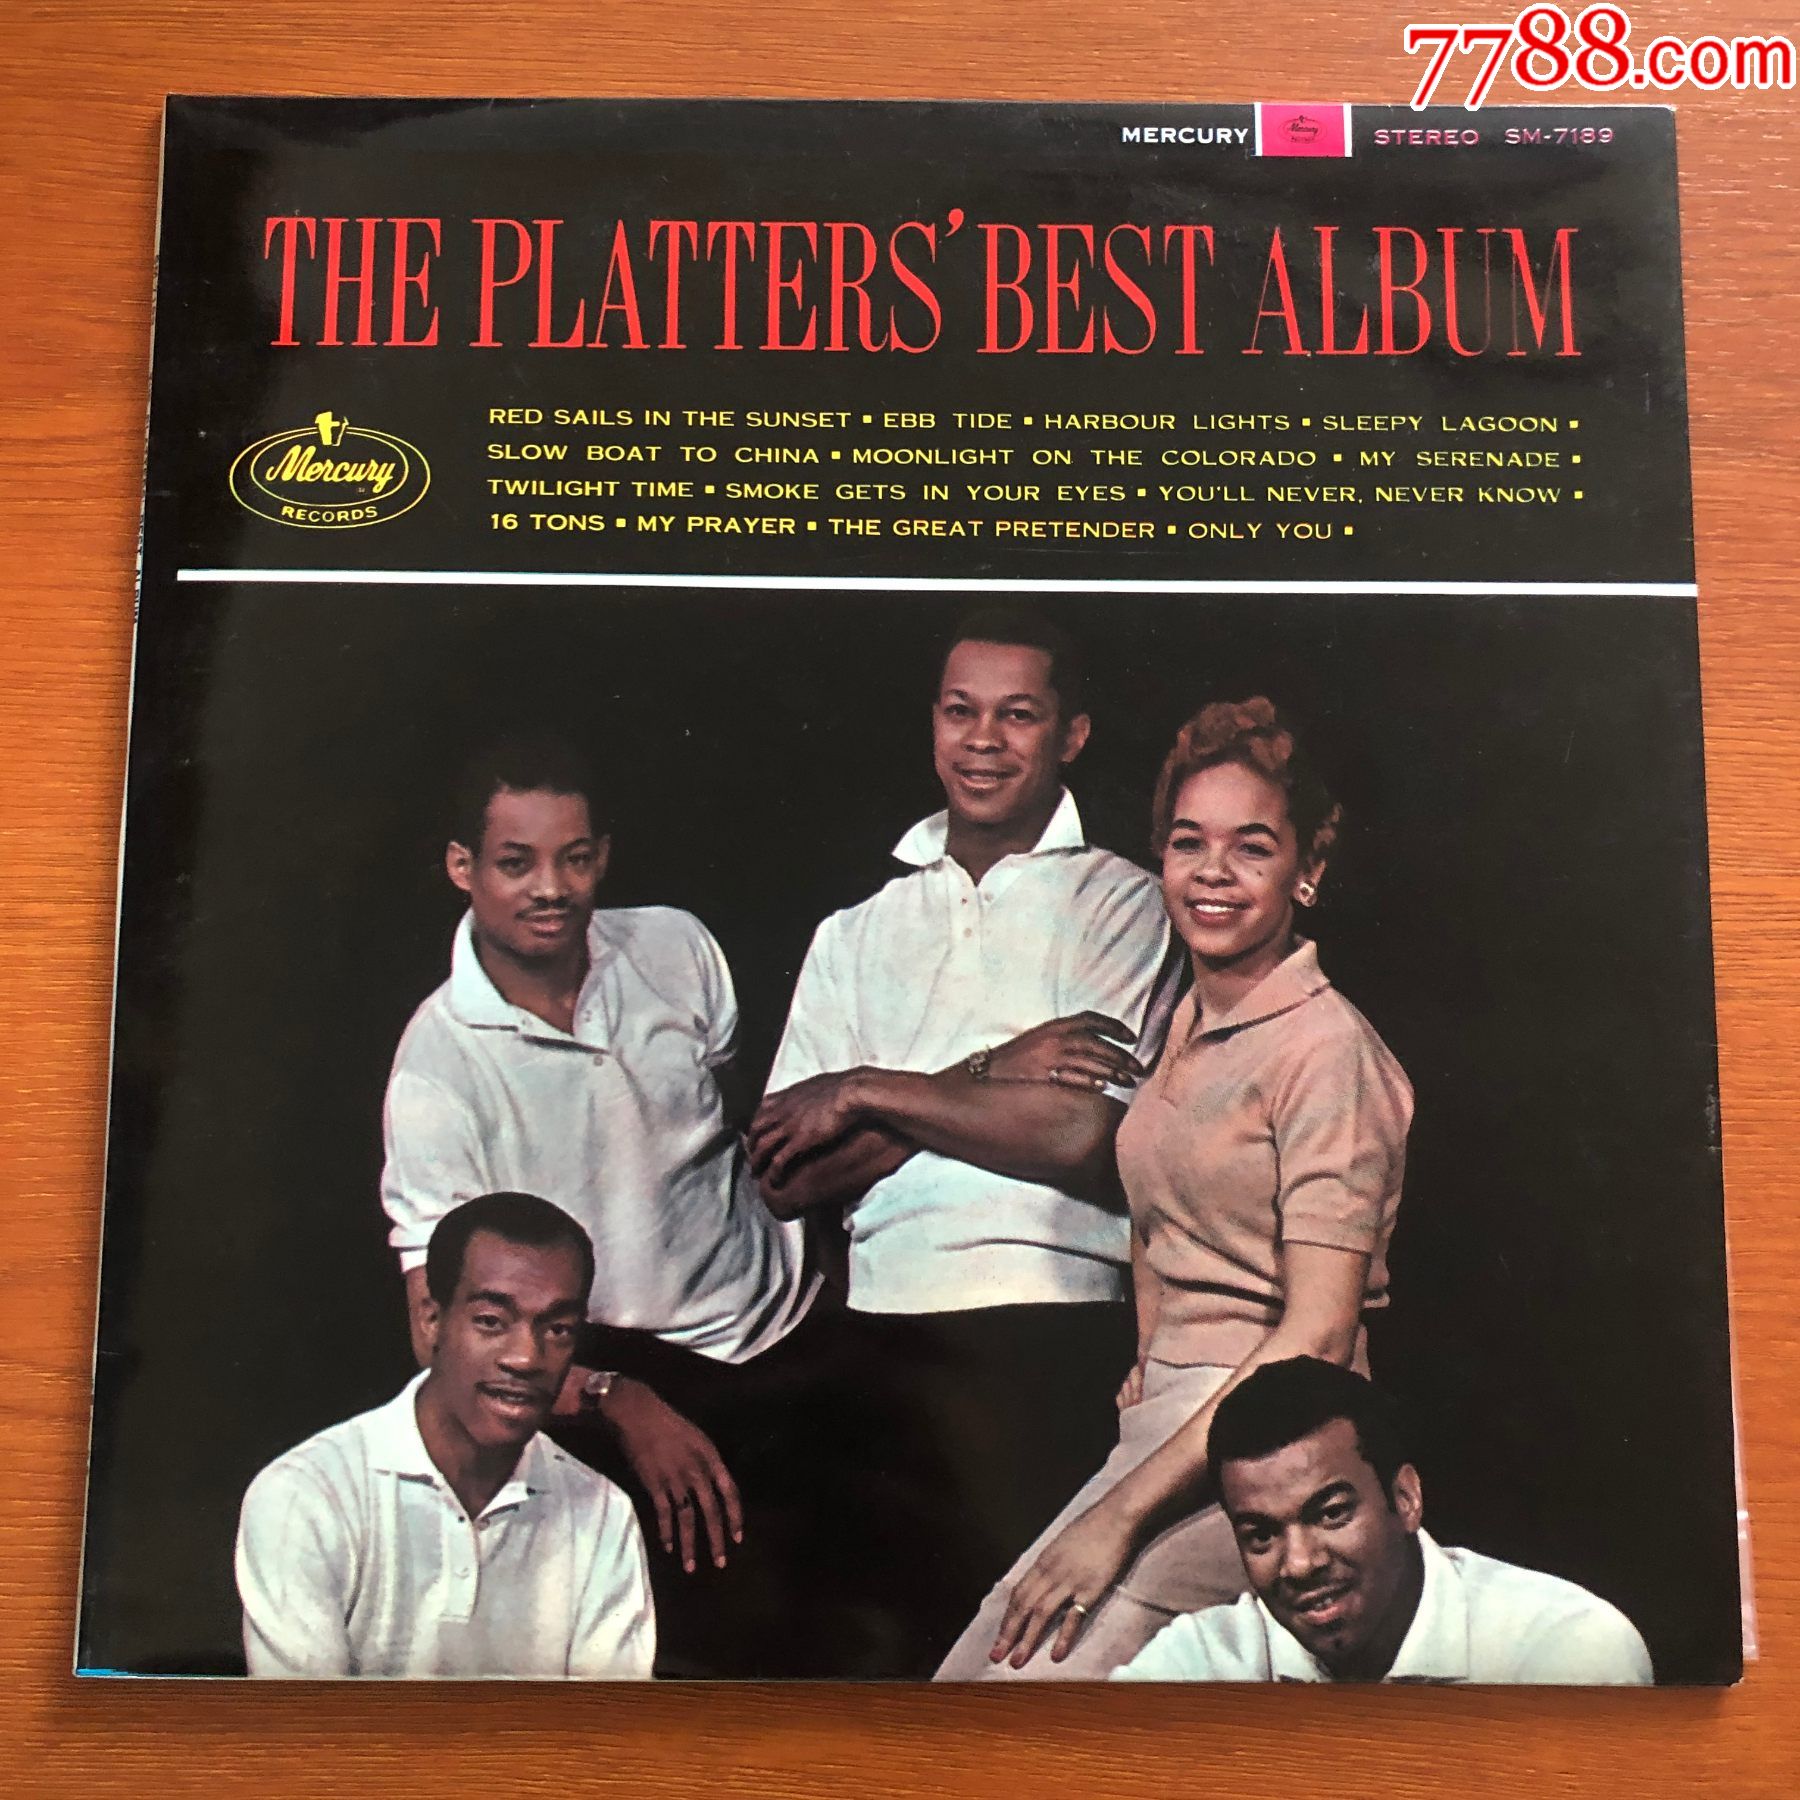 7788.com
MERCURY Mercury STEREO SM-7189
THE PLATTERS' BEST ALBUM
RED SAILS IN THE SUNSET ▪ EBB TIDE ▪ HARBOUR LIGHTS ▪ SLEEPY LAGOON ▪
SLOW BOAT TO CHINA ▪ MOONLIGHT ON THE COLORADO ▪ MY SERENADE ▪
TWILIGHT TIME ▪ SMOKE GETS IN YOUR EYES ▪ YOU'LL NEVER, NEVER KNOW ▪
16 TONS ▪ MY PRAYER ▪ THE GREAT PRETENDER ▪ ONLY YOU ▪
Mercury
RECORDS